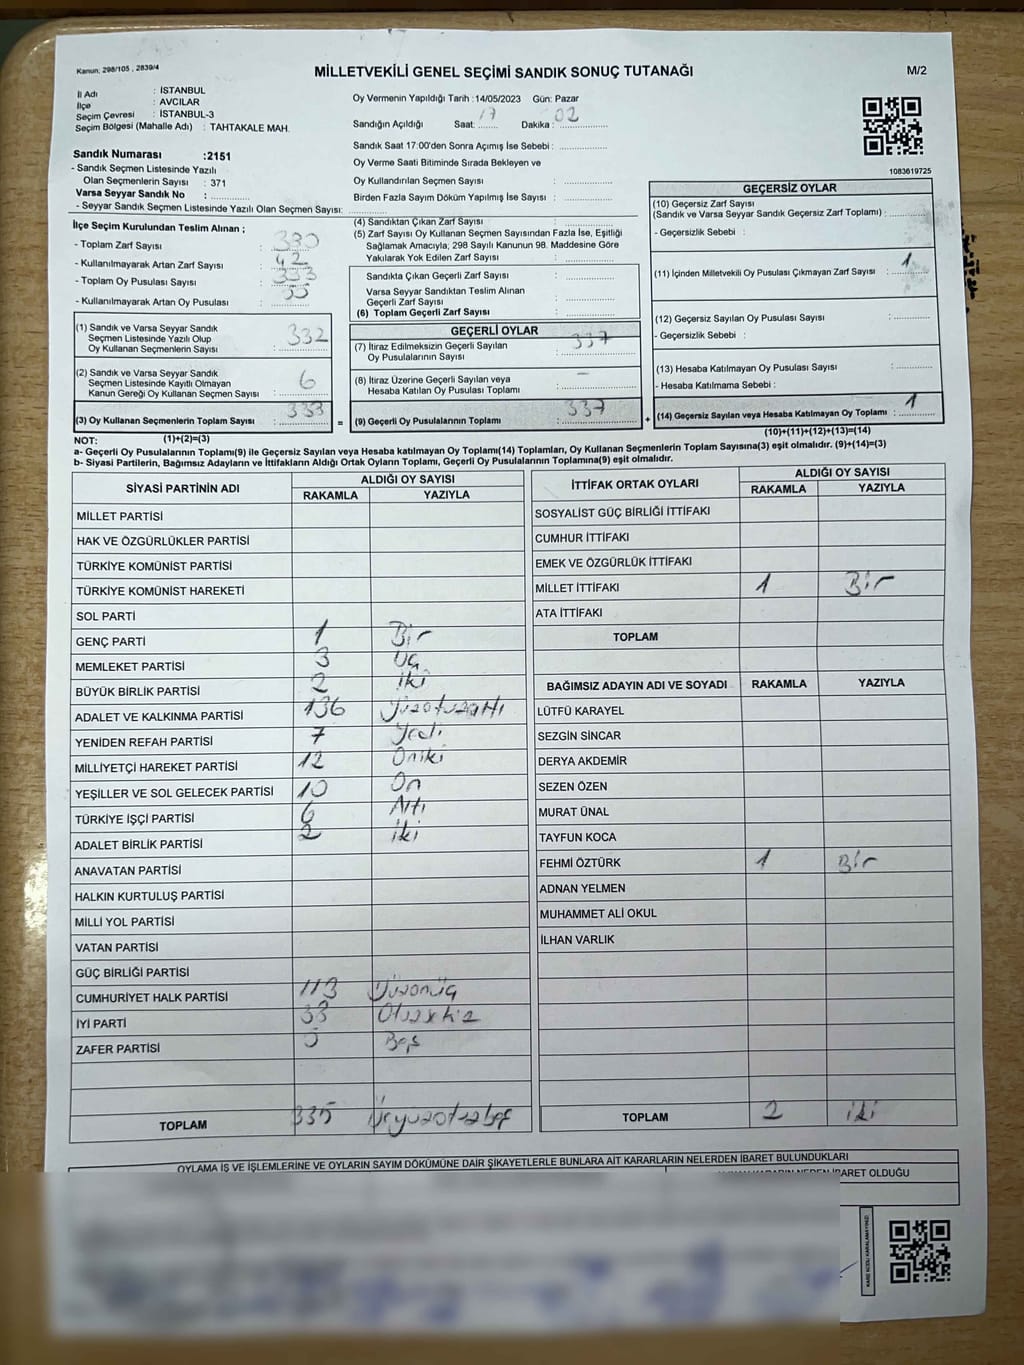 Kanun: 298/105 , 2839/4
MİLLETVEKİLİ GENEL SEÇİMİ SANDIK SONUÇ TUTANAĞI
M/2
İl Adı : İSTANBUL
İlçe : AVCILAR
Seçim Çevresi : İSTANBUL-3
Seçim Bölgesi (Mahalle Adı) : TAHTAKALE MAH.
Oy Vermenin Yapıldığı Tarih :14/05/2023 Gün: Pazar
Sandığın Açıldığı Saat: 17 Dakika : 02
Sandık Saat 17:00'den Sonra Açımış İse Sebebi :
Oy Verme Saati Bitiminde Sırada Bekleyen ve
Oy Kullandırılan Seçmen Sayısı :
Birden Fazla Sayım Döküm Yapılmış İse Sayısı :
1083619725
Sandık Numarası :2151
- Sandık Seçmen Listesinde Yazılı
Olan Seçmenlerin Sayısı : 371
Varsa Seyyar Sandık No :
- Seyyar Sandık Seçmen Listesinde Yazılı Olan Seçmen Sayısı:
İlçe Seçim Kurulundan Teslim Alınan ;
- Toplam Zarf Sayısı : 380
- Kullanılmayarak Artan Zarf Sayısı : 42
- Toplam Oy Pusulası Sayısı :
- Kullanılmayarak Artan Oy Pusulası :
(1) Sandık ve Varsa Seyyar Sandık
Seçmen Listesinde Yazılı Olup
Oy Kullanan Seçmenlerin Sayısı : 332
(2) Sandık ve Varsa Seyyar Sandık
Seçmen Listesinde Kayıtlı Olmayan
Kanun Gereği Oy Kullanan Seçmen Sayısı : 6
(3) Oy Kullanan Seçmenlerin Toplam Sayısı : 338 =
(1)+(2)=(3)
(4) Sandıktan Çıkan Zarf Sayısı :
(5) Zarf Sayısı Oy Kullanan Seçmen Sayısından Fazla İse, Eşitliği
Sağlamak Amacıyla; 298 Sayılı Kanunun 98. Maddesine Göre
Yakılarak Yok Edilen Zarf Sayısı :
Sandıkta Çıkan Geçerli Zarf Sayısı :
Varsa Seyyar Sandıktan Teslim Alınan
Geçerli Zarf Sayısı :
(6) Toplam Geçerli Zarf Sayısı :
GEÇERLİ OYLAR
(7) İtiraz Edilmeksizin Geçerli Sayılan
Oy Pusulalarının Sayısı : 337
(8) İtiraz Üzerine Geçerli Sayılan veya
Hesaba Katılan Oy Pusulası Toplamı : -
(9) Geçerli Oy Pusulalarının Toplamı : 337 +
GEÇERSİZ OYLAR
(10) Geçersiz Zarf Sayısı
(Sandık ve Varsa Seyyar Sandık Geçersiz Zarf Toplamı) :
- Geçersizlik Sebebi :
(11) İçinden Milletvekili Oy Pusulası Çıkmayan Zarf Sayısı : 1
(12) Geçersiz Sayılan Oy Pusulası Sayısı :
- Geçersizlik Sebebi :
(13) Hesaba Katılmayan Oy Pusulası Sayısı :
- Hesaba Katılmama Sebebi :
(14) Geçersiz Sayılan veya Hesaba Katılmayan Oy Toplamı : 1
(10)+(11)+(12)+(13)=(14)
NOT:
a- Geçerli Oy Pusulalarının Toplamı(9) ile Geçersiz Sayılan veya Hesaba katılmayan Oy Toplamı(14) Toplamları, Oy Kullanan Seçmenlerin Toplam Sayısına(3) eşit olmalıdır. (9)+(14)=(3)
b- Siyasi Partilerin, Bağımsız Adayların ve İttifakların Aldığı Ortak Oyların Toplamı, Geçerli Oy Pusulalarının Toplamına(9) eşit olmalıdır.
SİYASİ PARTİNİN ADI ALDIĞI OY SAYISI
RAKAMLA YAZIYLA
MİLLET PARTİSİ
HAK VE ÖZGÜRLÜKLER PARTİSİ
TÜRKİYE KOMÜNİST PARTİSİ
TÜRKİYE KOMÜNİST HAREKETİ
SOL PARTİ
GENÇ PARTİ 1 Bir
MEMLEKET PARTİSİ 3 Üç
BÜYÜK BİRLİK PARTİSİ 2 iki
ADALET VE KALKINMA PARTİSİ 136 Yüzotuzaltı
YENİDEN REFAH PARTİSİ 7 Yedi
MİLLİYETÇİ HAREKET PARTİSİ 12 Oniki
YEŞİLLER VE SOL GELECEK PARTİSİ 10 On
TÜRKİYE İŞÇİ PARTİSİ 6 Altı
ADALET BİRLİK PARTİSİ 2 iki
ANAVATAN PARTİSİ
HALKIN KURTULUŞ PARTİSİ
MİLLİ YOL PARTİSİ
VATAN PARTİSİ
GÜÇ BİRLİĞİ PARTİSİ
CUMHURİYET HALK PARTİSİ 113 Yüzonüç
İYİ PARTİ 38 Otuzsekiz
ZAFER PARTİSİ 5 Beş
TOPLAM 335 Üçyüzotuzbeş
İTTİFAK ORTAK OYLARI ALDIĞI OY SAYISI
RAKAMLA YAZIYLA
SOSYALİST GÜÇ BİRLİĞİ İTTİFAKI
CUMHUR İTTİFAKI
EMEK VE ÖZGÜRLÜK İTTİFAKI
MİLLET İTTİFAKI 1 Bir
ATA İTTİFAKI
TOPLAM
BAĞIMSIZ ADAYIN ADI VE SOYADI RAKAMLA YAZIYLA
LÜTFÜ KARAYEL
SEZGİN SİNCAR
DERYA AKDEMİR
SEZEN ÖZEN
MURAT ÜNAL
TAYFUN KOCA
FEHMİ ÖZTÜRK 1 Bir
ADNAN YELMEN
MUHAMMET ALİ OKUL
İLHAN VARLIK
TOPLAM 2 iki
OYLAMA İŞ VE İŞLEMLERİNE VE OYLARIN SAYIM DÖKÜMÜNE DAİR ŞİKAYETLERLE BUNLARA AİT KARARLARIN NELERDEN İBARET BULUNDUKLARI
KARARIN NEDEN İBARET OLDUĞU
KARE KODU KARALAMAYINIZ!